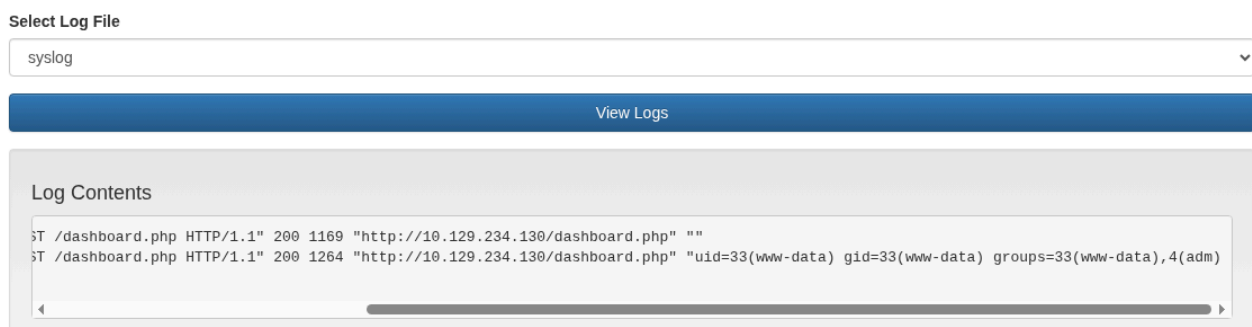 Select Log File
syslog
View Logs
Log Contents
ST /dashboard.php HTTP/1.1" 200 1169 "http://10.129.234.130/dashboard.php" ""
ST /dashboard.php HTTP/1.1" 200 1264 "http://10.129.234.130/dashboard.php" "uid=33(www-data) gid=33(www-data) groups=33(www-data),4(adm)